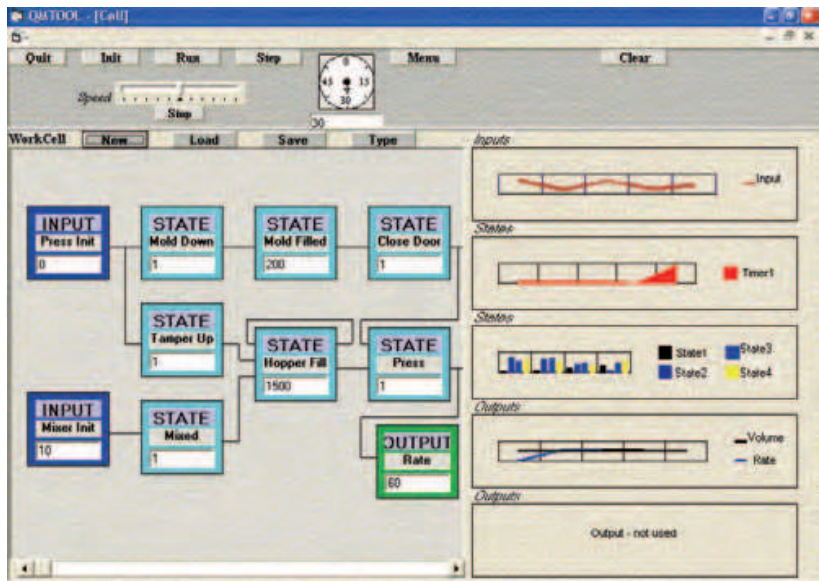 QMTOOL - [Cell]
Quit Init Run Step Menu Clear
Speed
Stop
0
45 15
30
30
WorkCell New Load Save Type
INPUT
Press Init
0
STATE
Mold Down
1
STATE
Mold Filled
200
STATE
Close Door
1
STATE
Tamper Up
1
STATE
Hopper Fill
1500
STATE
Press
1
INPUT
Mixer Init
10
STATE
Mixed
1
OUTPUT
Rate
60
Inputs
Input
States
Timer1
States
State1 State3
State2 State4
Outputs
Volume
Rate
Outputs
Output - not used